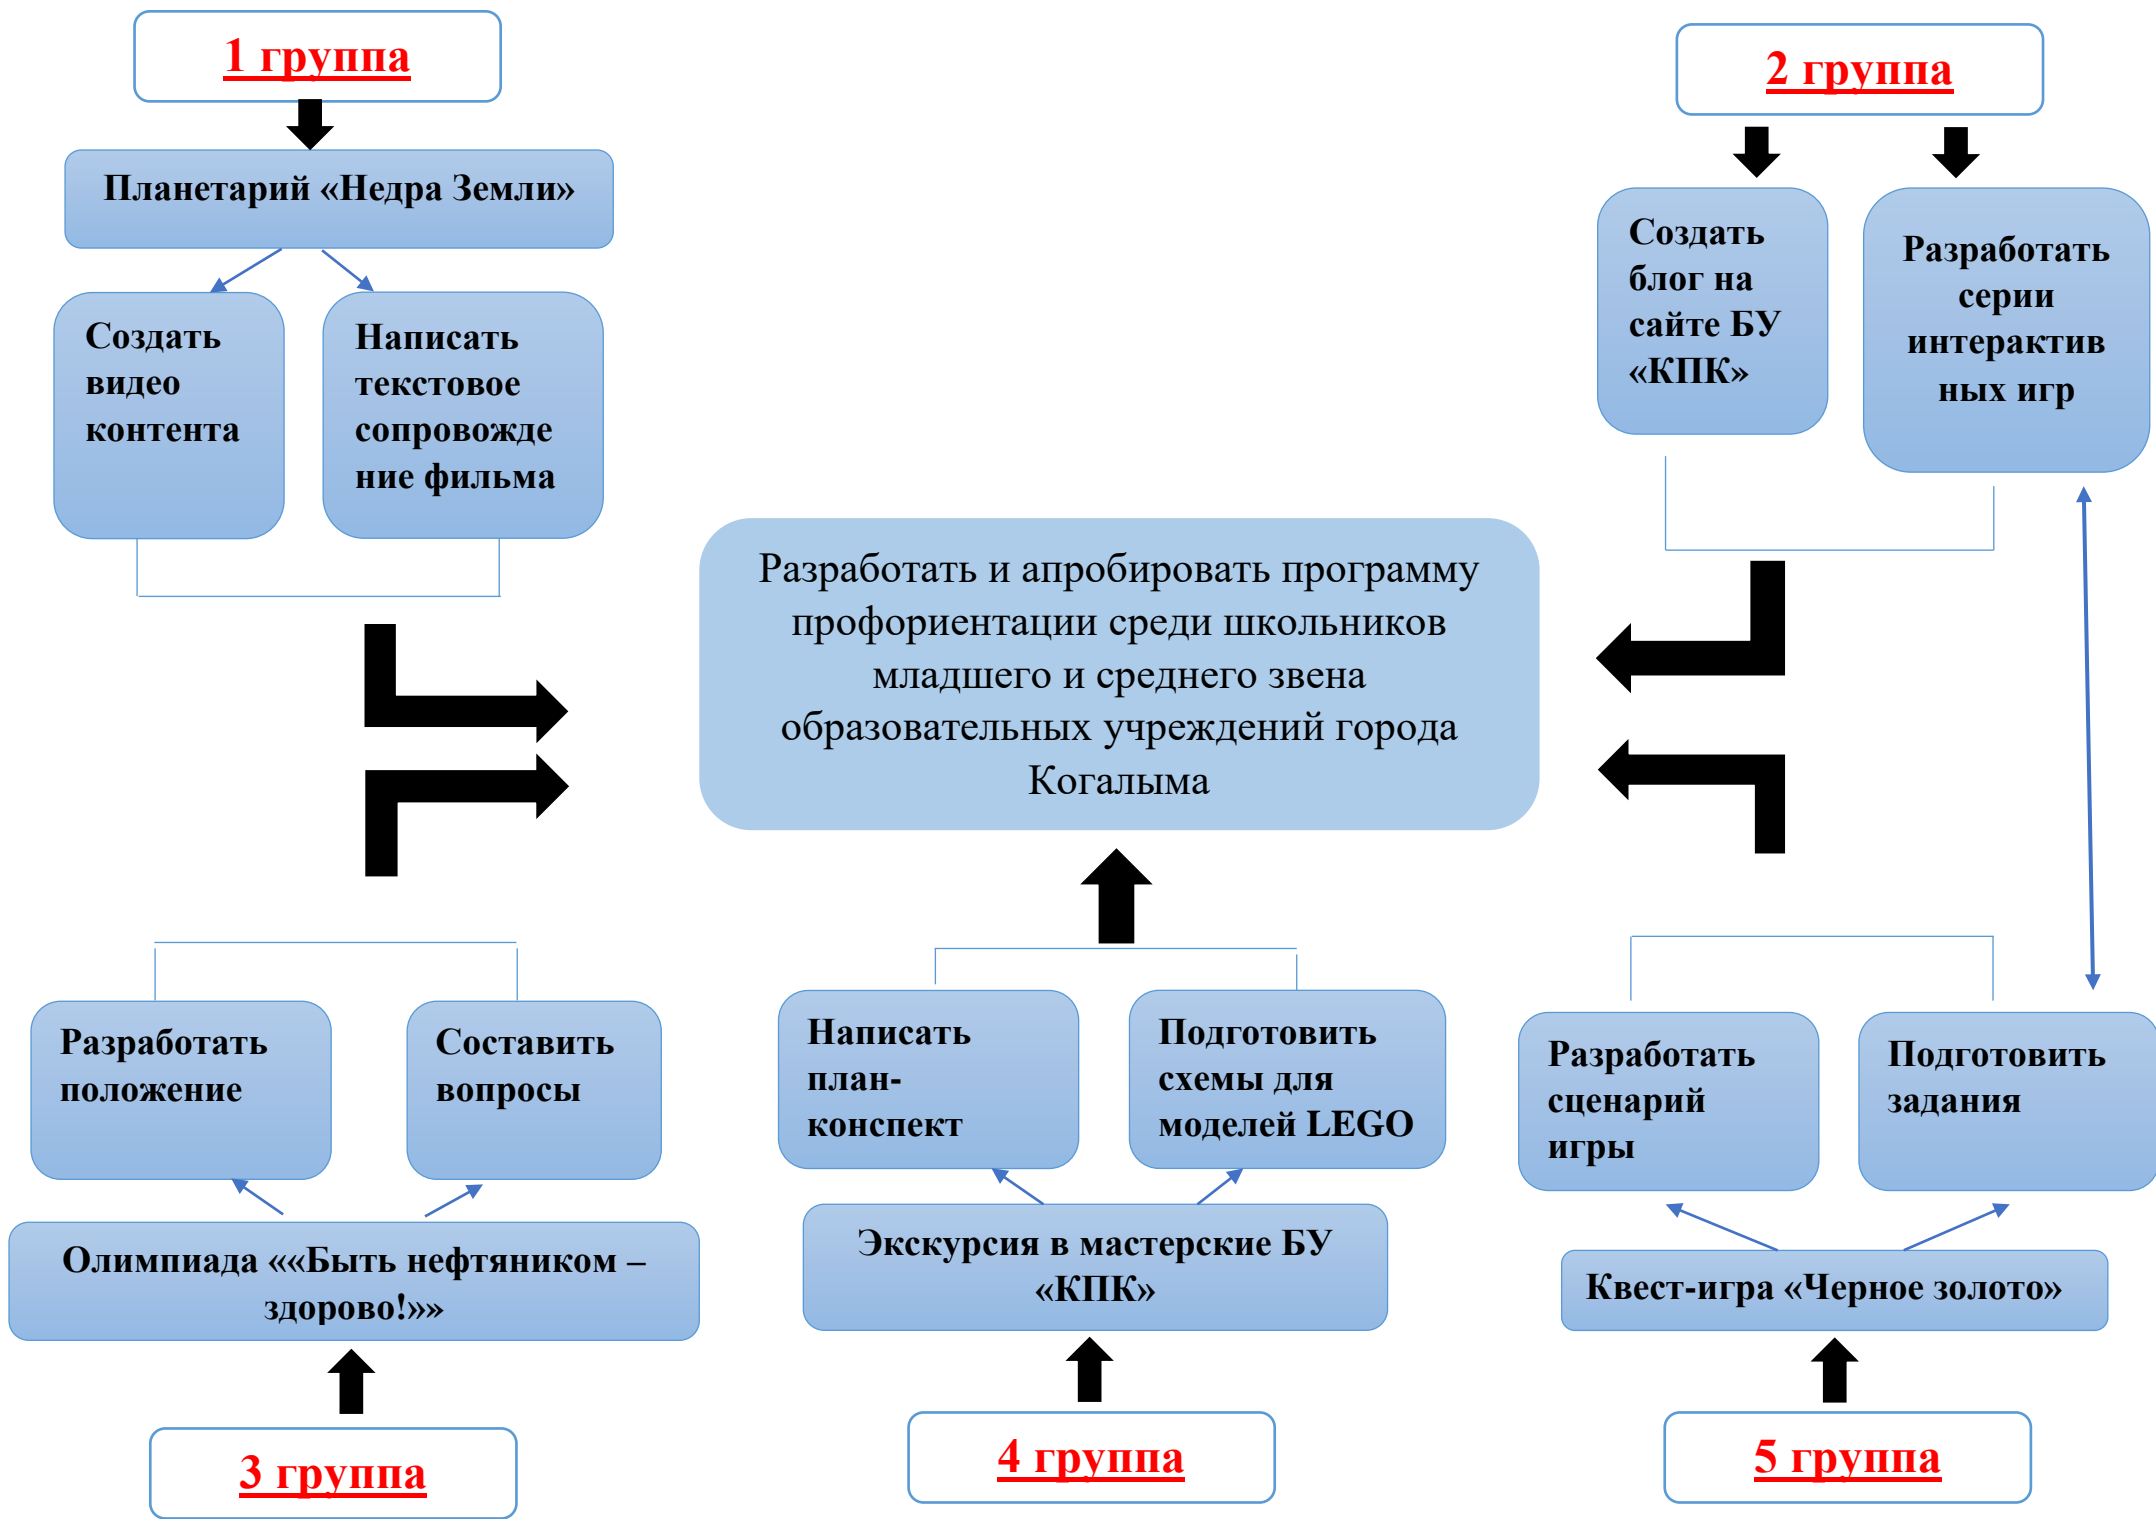 1 группа
Планетарий «Недра Земли»
Создать
видео
контента
Написать
текстовое
сопровожде
ние фильма
2 группа
Создать
блог на
сайте БУ
«КПК»
Разработать
серии
интерактив
ных игр
Разработать и апробировать программу
профориентации среди школьников
младшего и среднего звена
образовательных учреждений города
Когалыма
Разработать
положение
Составить
вопросы
Олимпиада ««Быть нефтяником –
здорово!»»
3 группа
Написать
план-
конспект
Подготовить
схемы для
моделей LEGO
Экскурсия в мастерские БУ
«КПК»
4 группа
Разработать
сценарий
игры
Подготовить
задания
Квест-игра «Черное золото»
5 группа